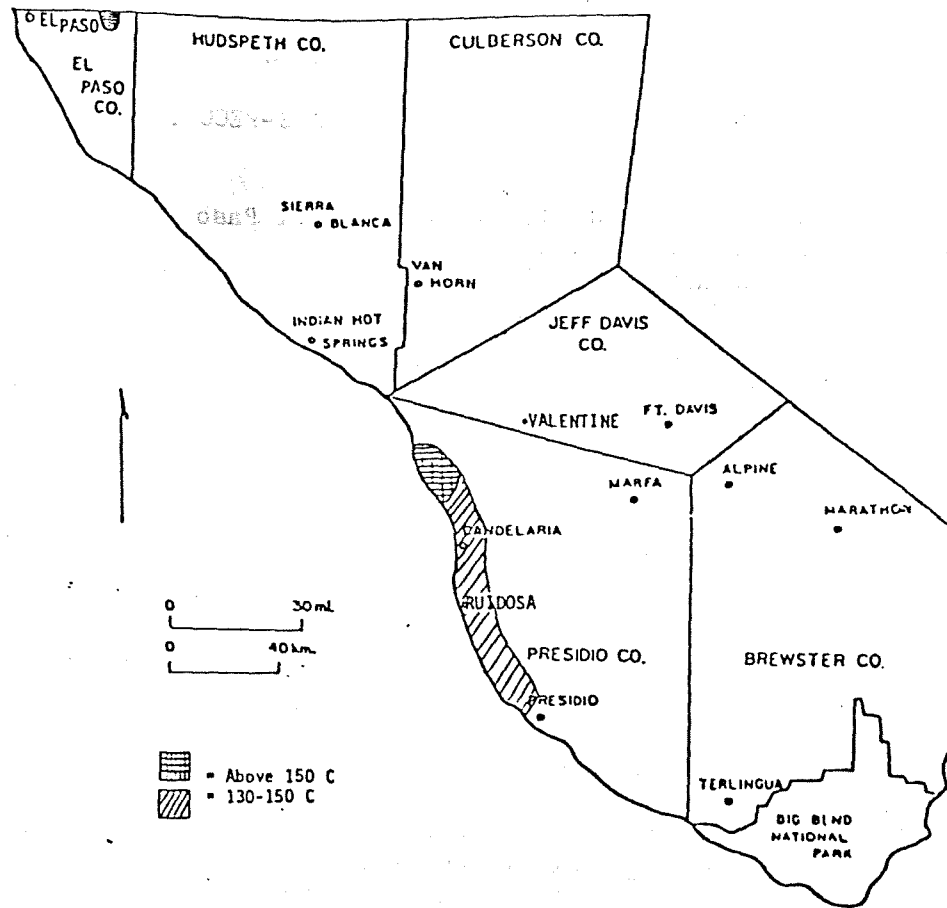 EL PASO
HUDSPETH CO.
CULBERSON CO.
EL
PASO
CO.
SIERRA
BLANCA
VAN
HORN
INDIAN HOT
SPRINGS
JEFF DAVIS
CO.
VALENTINE
FT. DAVIS
MARFA
ALPINE
MARATHON
CANDELARIA
RUIDOSA
0 30 mi.
0 40 km.
PRESIDIO CO.
BREWSTER CO.
PRESIDIO
= Above 150 C
= 130-150 C
TERLINGUA
BIG BEND
NATIONAL
PARK